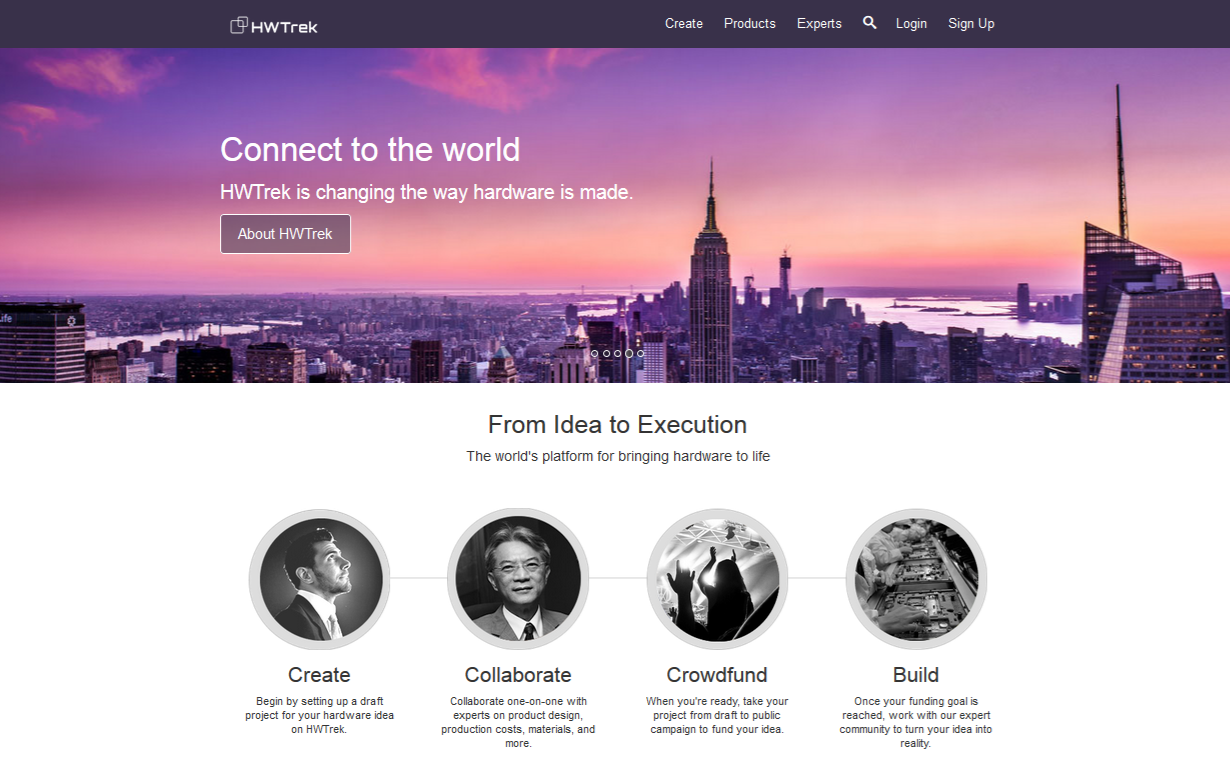 HWTrek
Create Products Experts Login Sign Up
Connect to the world
HWTrek is changing the way hardware is made.
About HWTrek
From Idea to Execution
The world's platform for bringing hardware to life
Create
Begin by setting up a draft
project for your hardware idea
on HWTrek.
Collaborate
Collaborate one-on-one with
experts on product design,
production costs, materials, and
more.
Crowdfund
When you're ready, take your
project from draft to public
campaign to fund your idea.
Build
Once your funding goal is
reached, work with our expert
community to turn your idea into
reality.